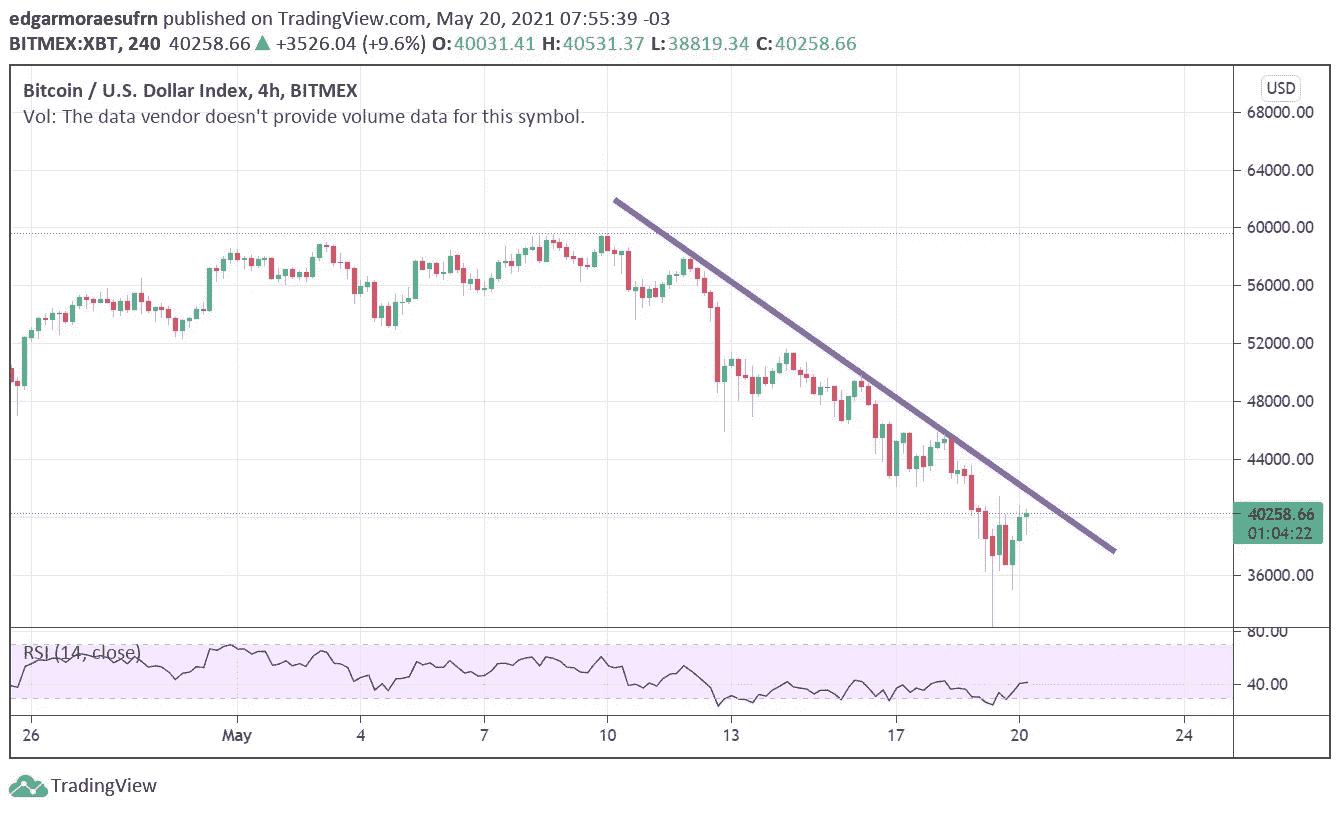 edgarmoraesufrn published on TradingView.com, May 20, 2021 07:55:39 -03
BITMEX:XBT, 240 40258.66 ▲ +3526.04 (+9.6%) O:40031.41 H:40531.37 L:38819.34 C:40258.66
Bitcoin / U.S. Dollar Index, 4h, BITMEX
Vol: The data vendor doesn't provide volume data for this symbol.
USD
68000.00
64000.00
60000.00
56000.00
52000.00
48000.00
44000.00
40258.66
01:04:22
36000.00
RSI (14, close)
80.00
40.00
26 May 4 7 10 13 17 20 24
TradingView